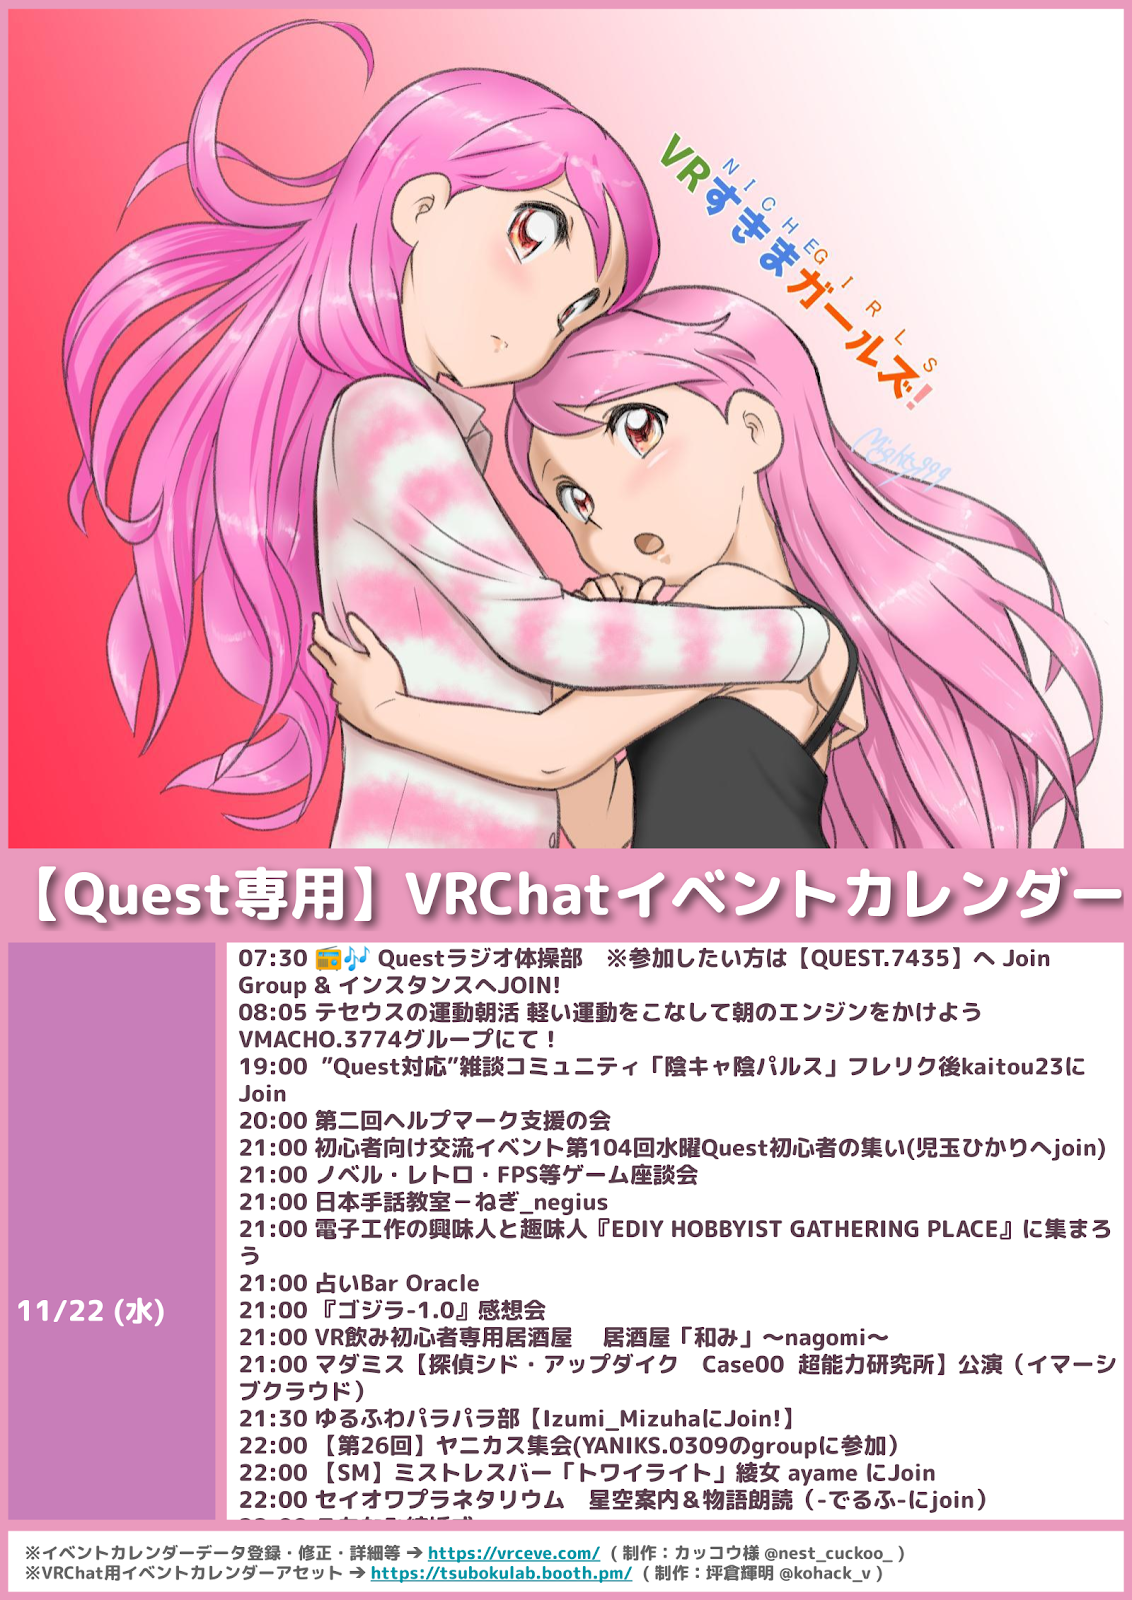 NICHE GIRLS
VRすきまガールズ!
Mighty999
【Quest専用】VRChatイベントカレンダー
11/22 (水)
07:30 📻🎶 Questラジオ体操部　※参加したい方は【QUEST.7435】へ Join
Group & インスタンスへJOIN!
08:05 テセウスの運動朝活 軽い運動をこなして朝のエンジンをかけよう
VMACHO.3774グループにて！
19:00 ”Quest対応”雑談コミュニティ「陰キャ陰パルス」フレリク後kaitou23に
Join
20:00 第二回ヘルプマーク支援の会
21:00 初心者向け交流イベント第104回水曜Quest初心者の集い(児玉ひかりへjoin)
21:00 ノベル・レトロ・FPS等ゲーム座談会
21:00 日本手話教室－ねぎ_negius
21:00 電子工作の興味人と趣味人『EDIY HOBBYIST GATHERING PLACE』に集まろ
う
21:00 占いBar Oracle
21:00 『ゴジラ-1.0』感想会
21:00 VR飲み初心者専用居酒屋　居酒屋「和み」～nagomi～
21:00 マダミス【探偵シド・アップダイク　Case00 超能力研究所】公演（イマーシ
ブクラウド）
21:30 ゆるふわパラパラ部【Izumi_MizuhaにJoin!】
22:00 【第26回】ヤニカス集会(YANIKS.0309のgroupに参加）
22:00 【SM】ミストレスバー「トワイライト」綾女 ayame にJoin
22:00 セイオワプラネタリウム　星空案内＆物語朗読（-でるふ-にjoin）
※イベントカレンダーデータ登録・修正・詳細等 ➔ https://vrceve.com/ （制作：カッコウ様 @nest_cuckoo_ ）
※VRChat用イベントカレンダーアセット ➔ https://tsubokulab.booth.pm/ （制作：坪倉輝明 @kohack_v ）